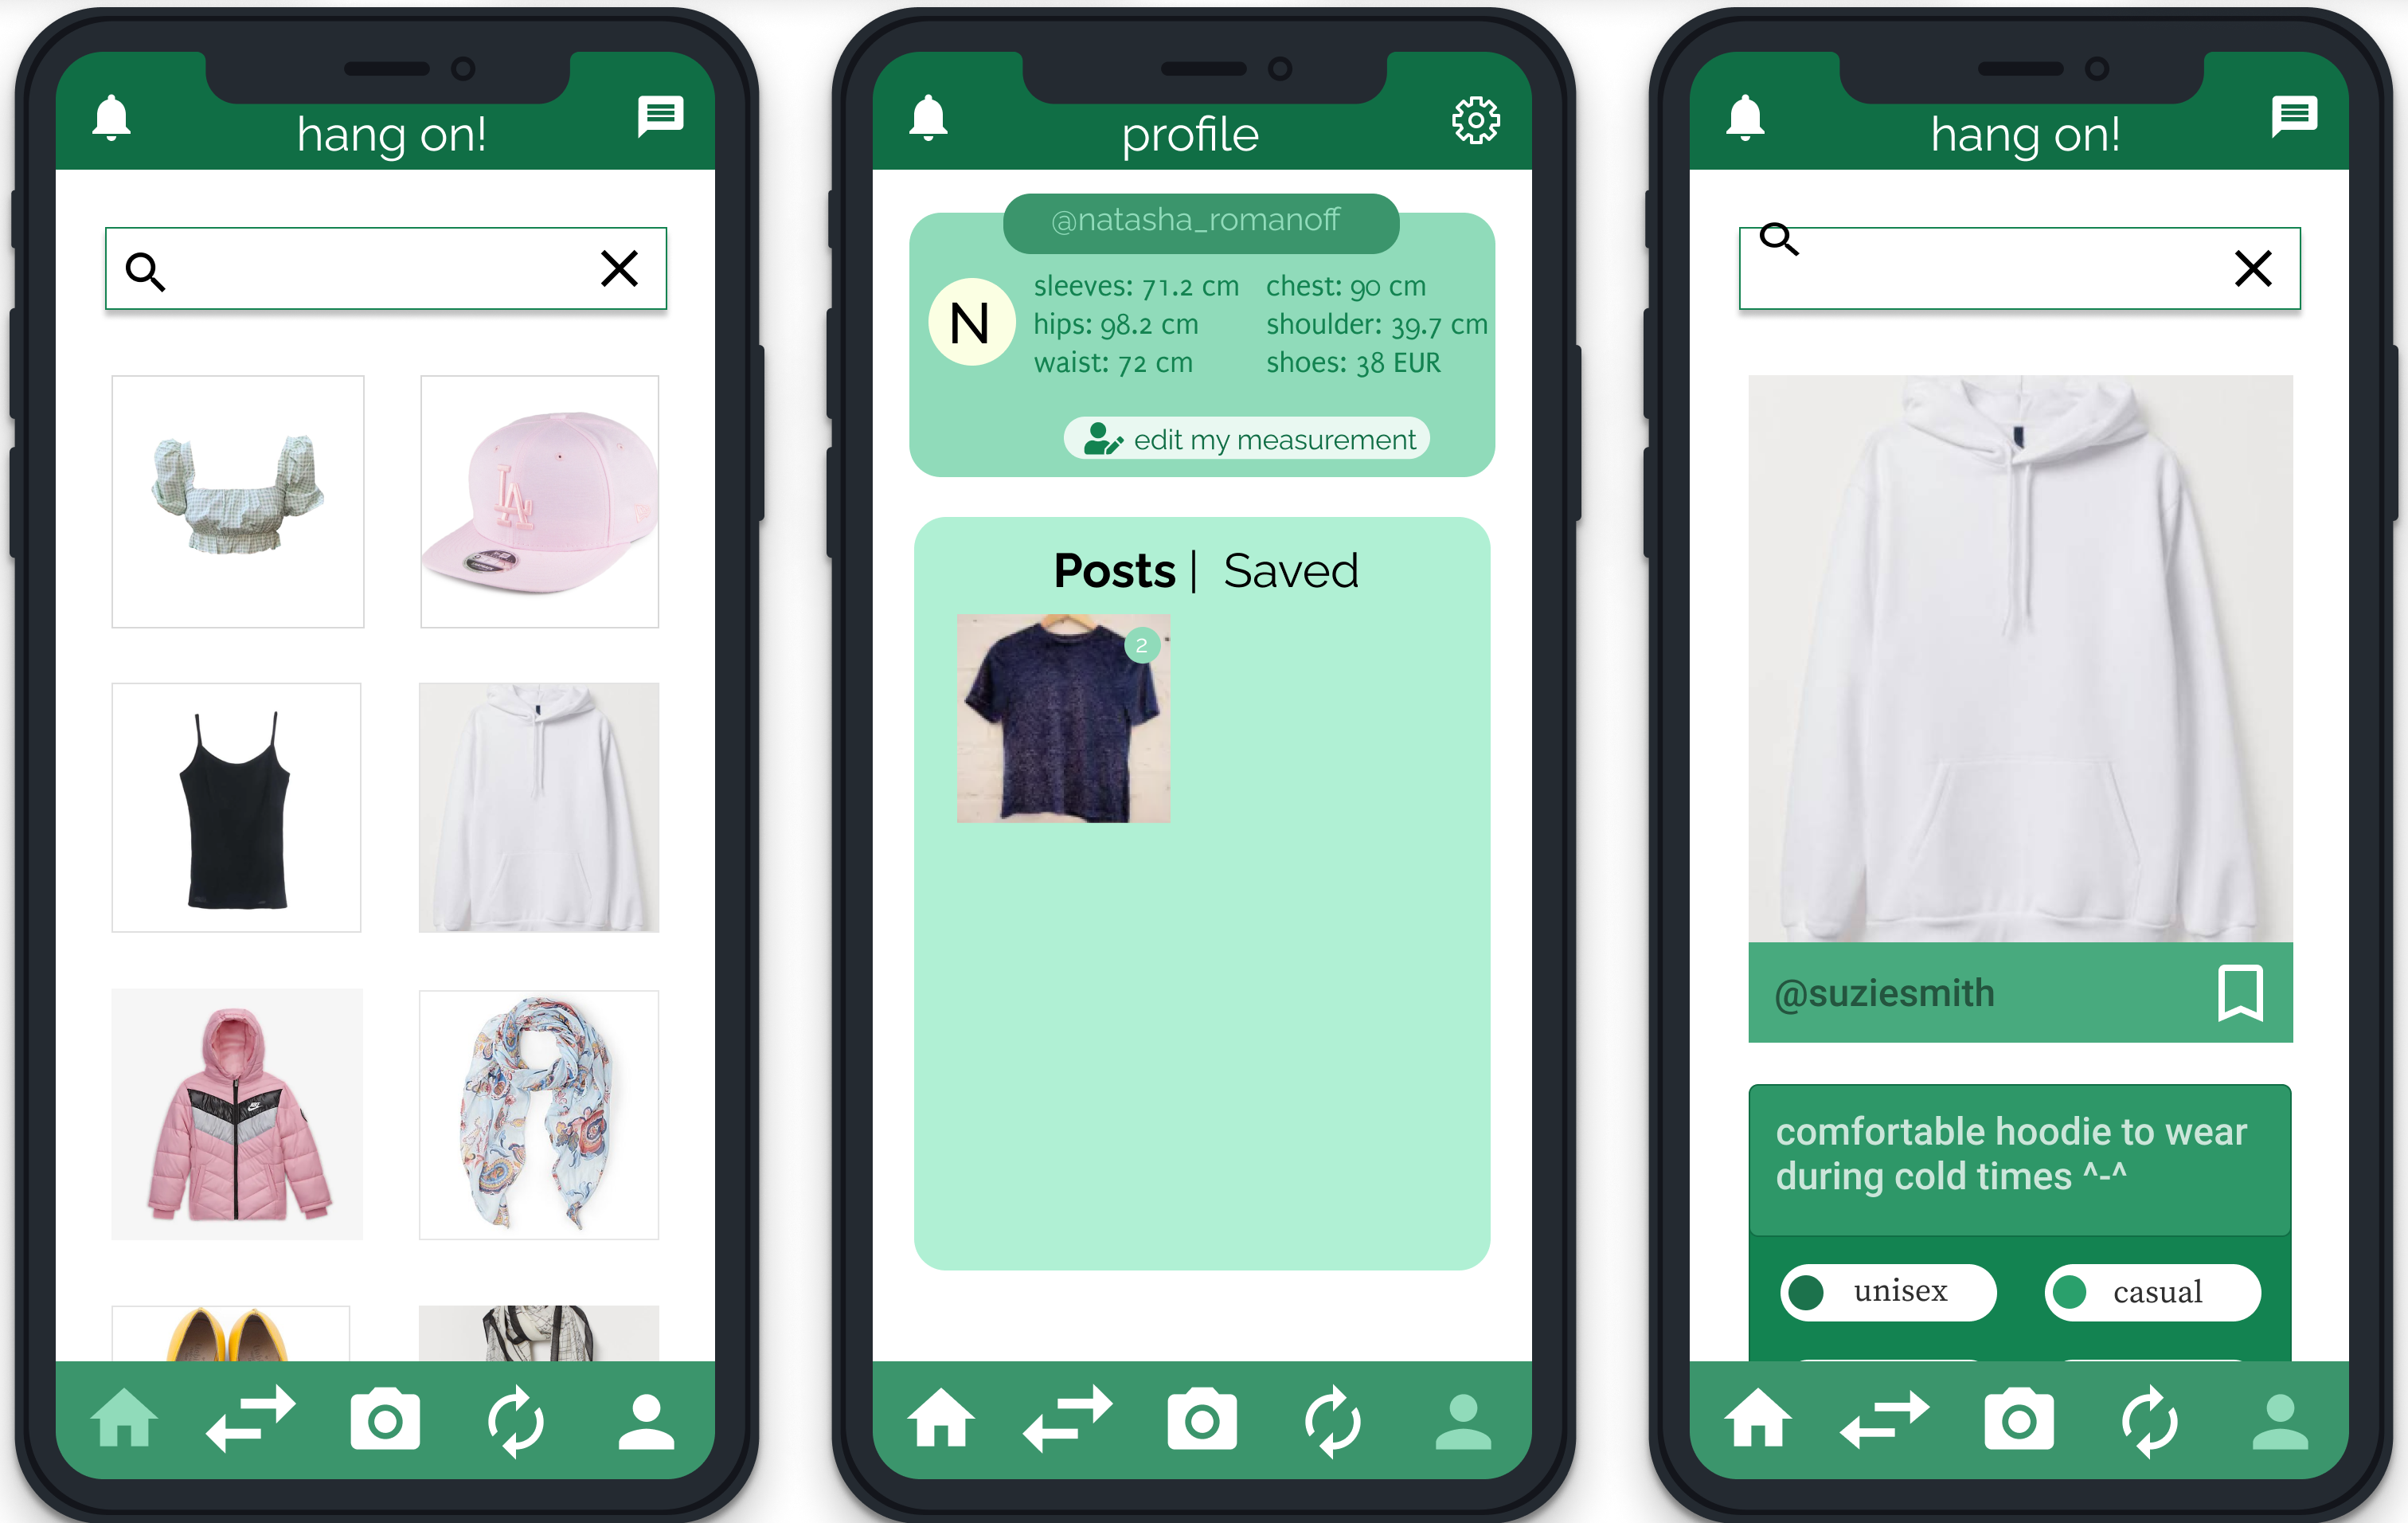 hang on!
LA
profile
@natasha_romanoff
N
sleeves: 71.2 cm
chest: 90 cm
hips: 98.2 cm
shoulder: 39.7 cm
waist: 72 cm
shoes: 38 EUR
edit my measurement
Posts | Saved
2
hang on!
@suziesmith
comfortable hoodie to wear
during cold times ^-^
unisex
casual